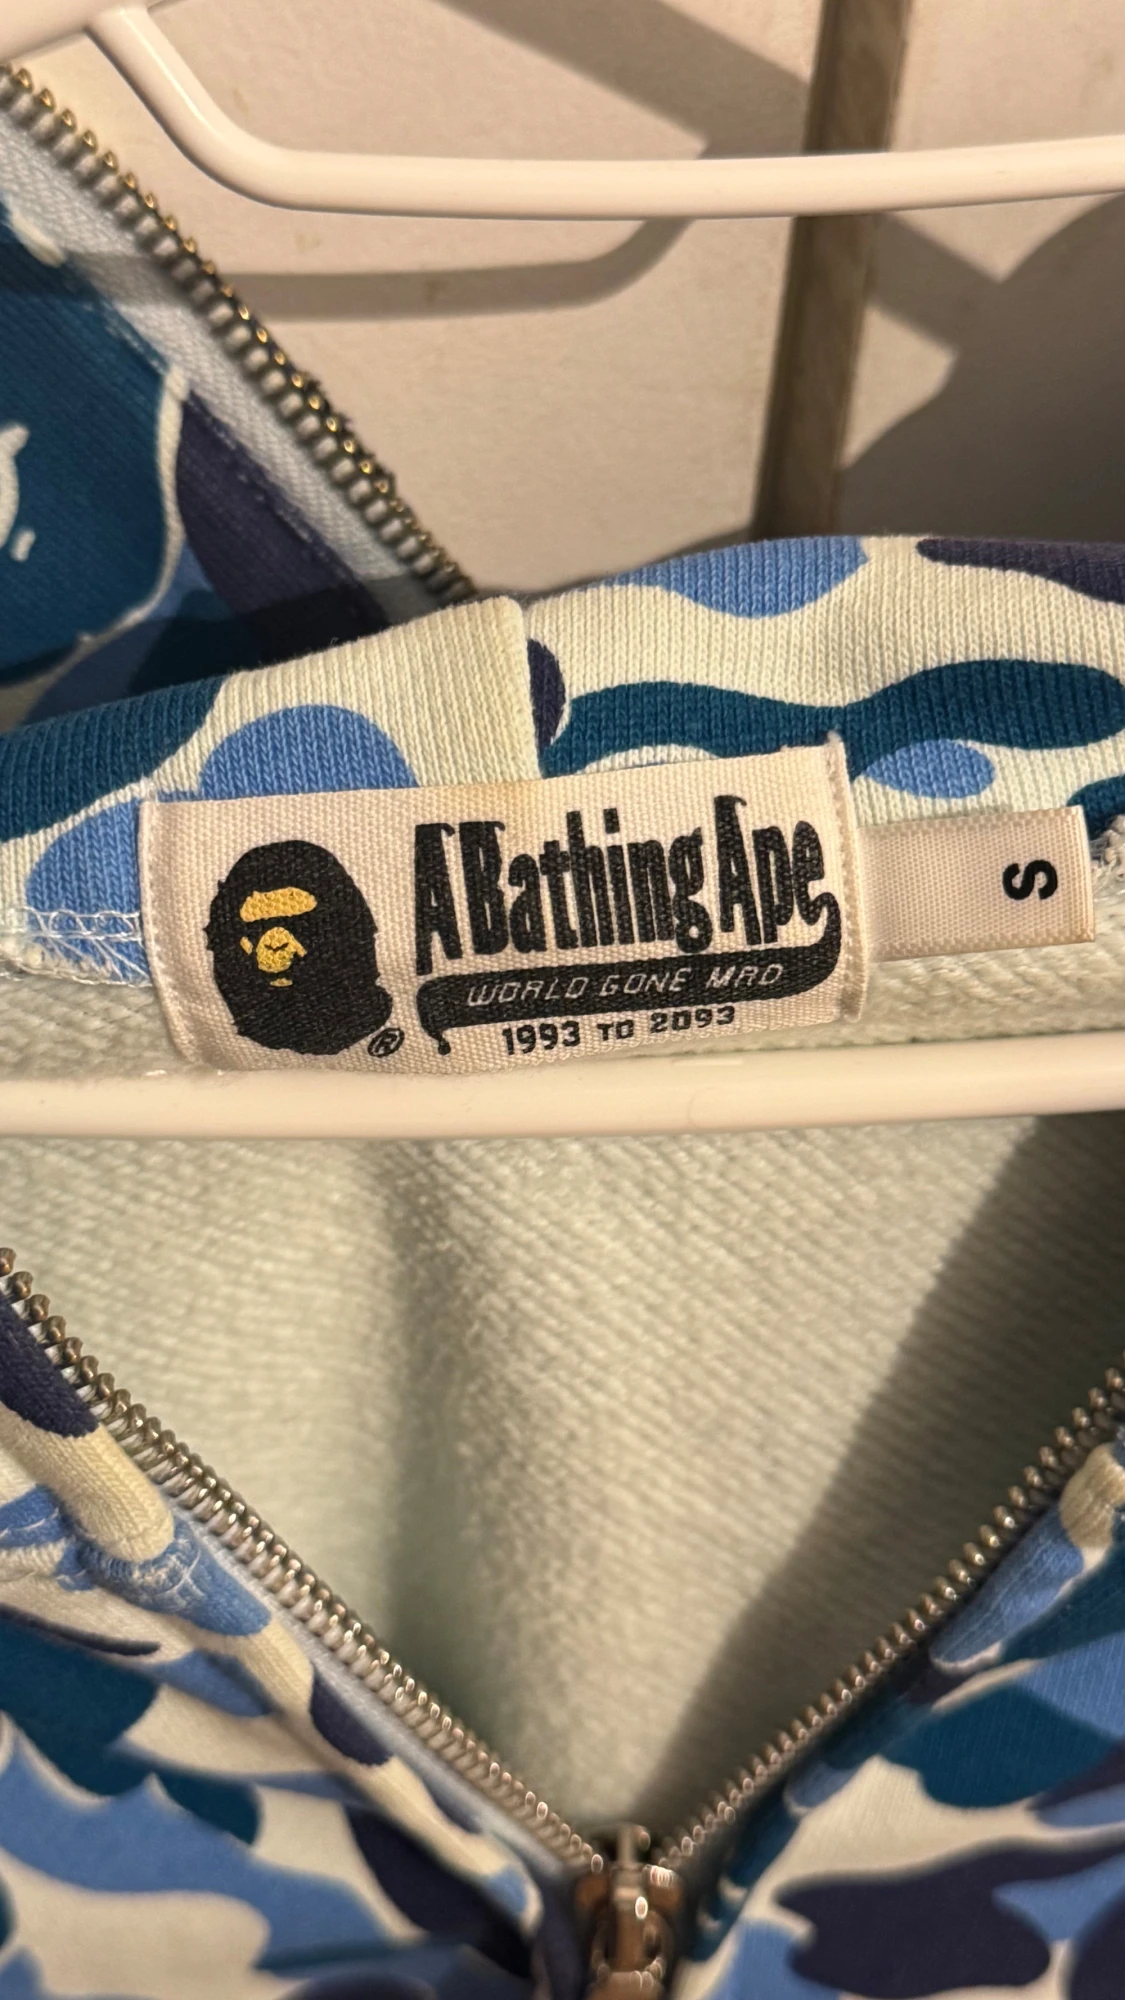 A Bathing Ape
WORLD GONE MAD
1993 TO 2093
®
S